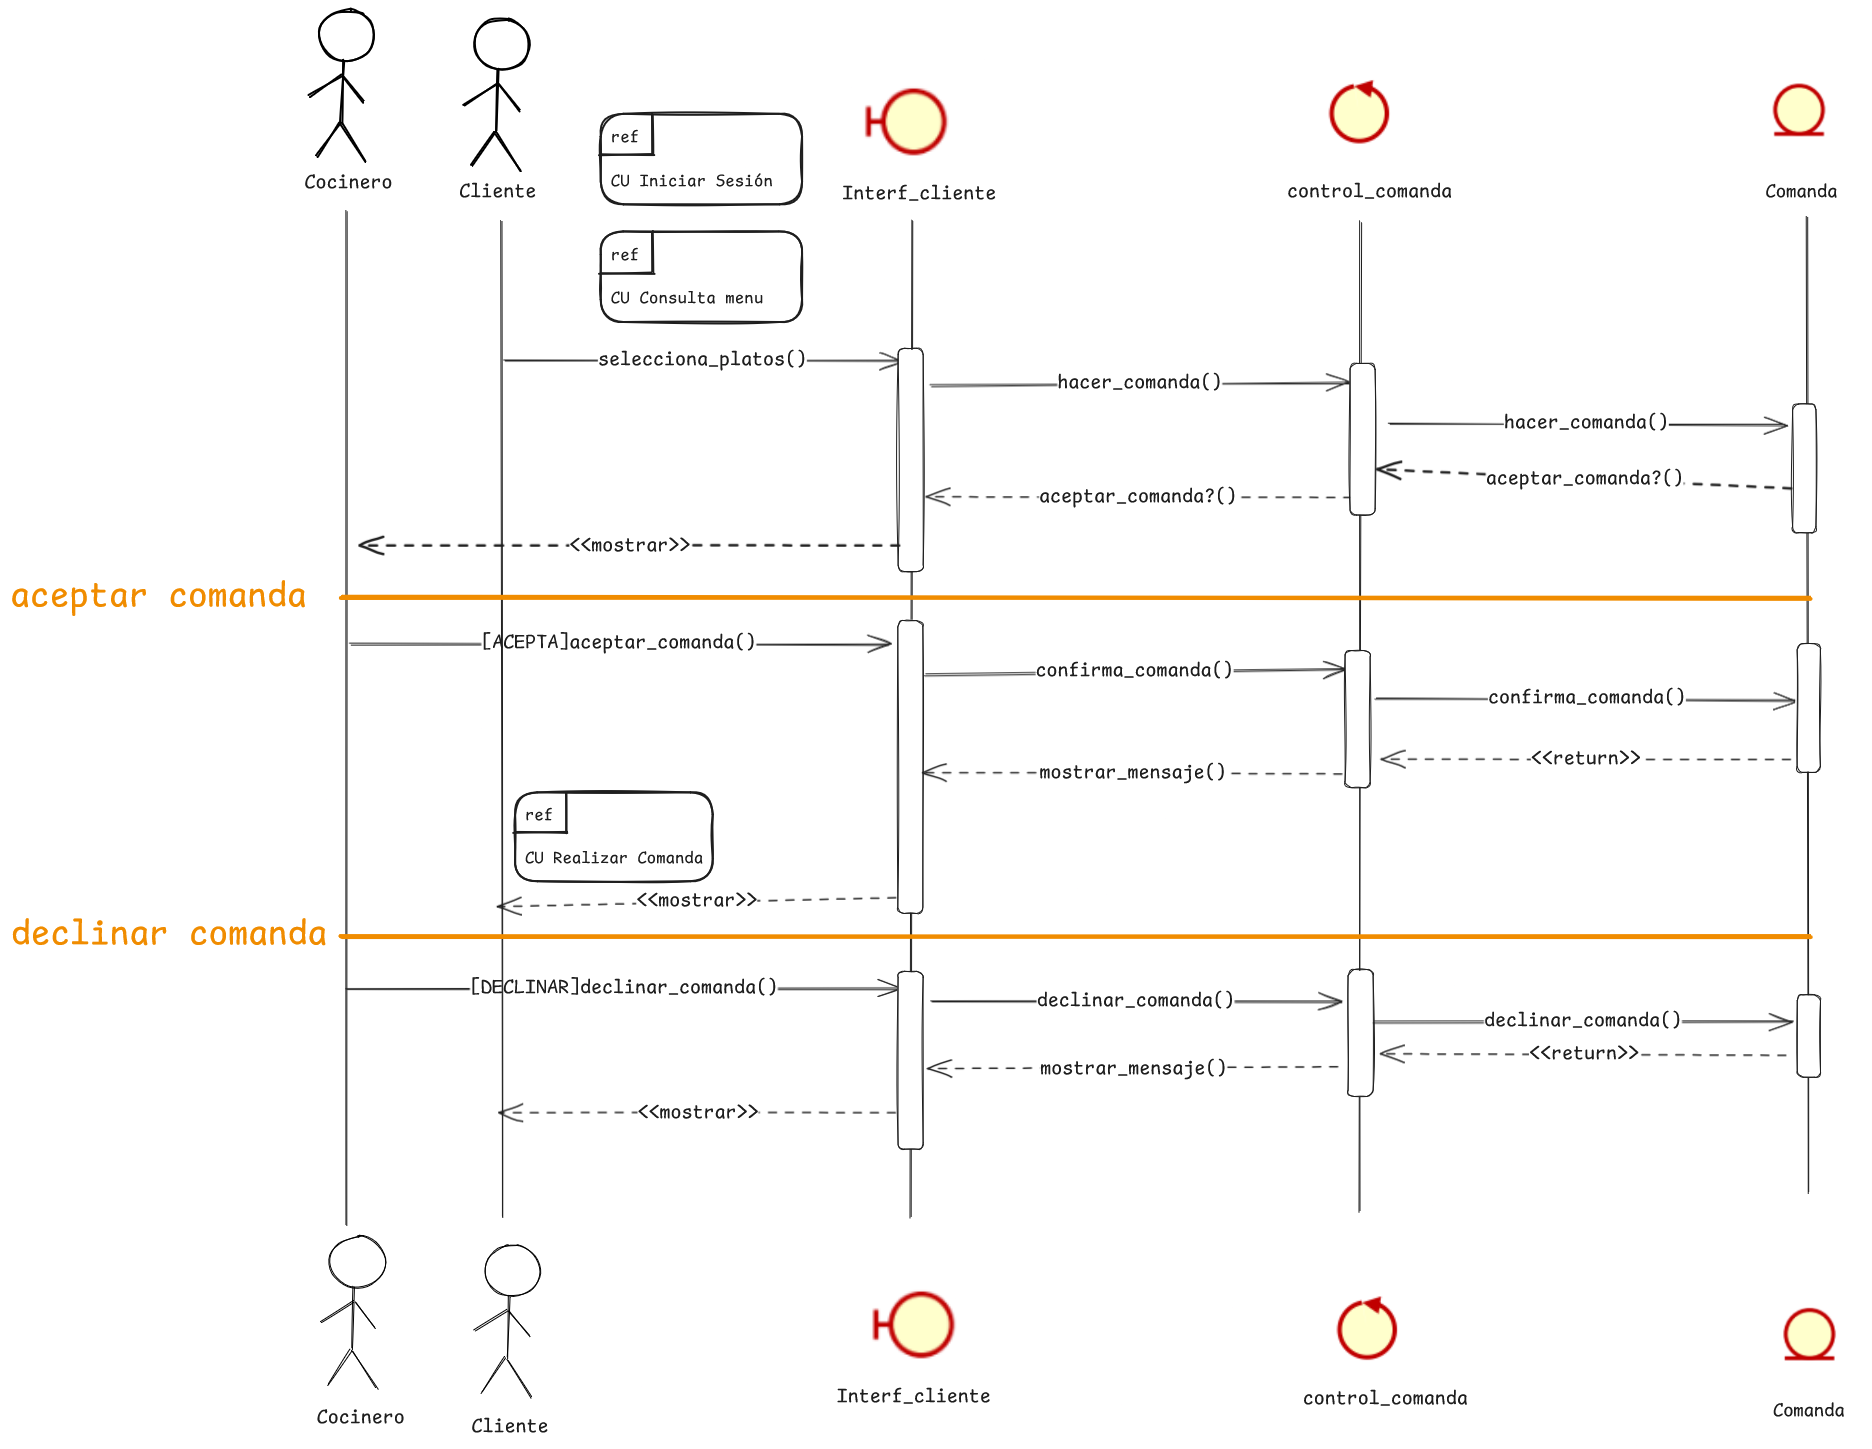 Cocinero
Cliente
ref
CU Iniciar Sesión
Interf_cliente
control_comanda
Comanda
ref
CU Consulta menu
selecciona_platos()
hacer_comanda()
hacer_comanda()
aceptar_comanda?()
aceptar_comanda?()
<<mostrar>>
aceptar comanda
[ACEPTA]aceptar_comanda()
confirma_comanda()
confirma_comanda()
<<return>>
mostrar_mensaje()
ref
CU Realizar Comanda
<<mostrar>>
declinar comanda
[DECLINAR]declinar_comanda()
declinar_comanda()
declinar_comanda()
<<return>>
mostrar_mensaje()
<<mostrar>>
Cocinero
Cliente
Interf_cliente
control_comanda
Comanda